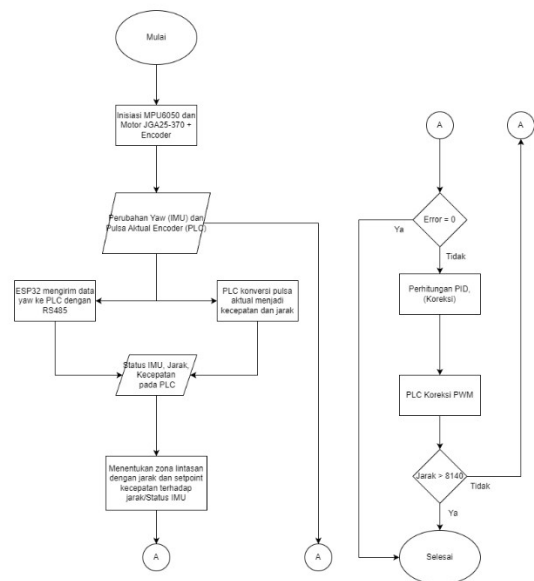 Mulai
Inisiasi MPU6050 dan
Motor JGA25-370 +
Encoder
Perubahan Yaw (IMU) dan
Pulsa Aktual Encoder (PLC)
ESP32 mengirim data
yaw ke PLC dengan
RS485
PLC konversi pulsa
aktual menjadi
kecepatan dan jarak
Status IMU, Jarak,
Kecepatan
pada PLC
Menentukan zona lintasan
dengan jarak dan setpoint
kecepatan terhadap
jarak/Status IMU
A
A
A
A
Error = 0
Ya
Tidak
Perhitungan PID,
(Koreksi)
PLC Koreksi PWM
Jarak > 8140
Tidak
Ya
Selesai